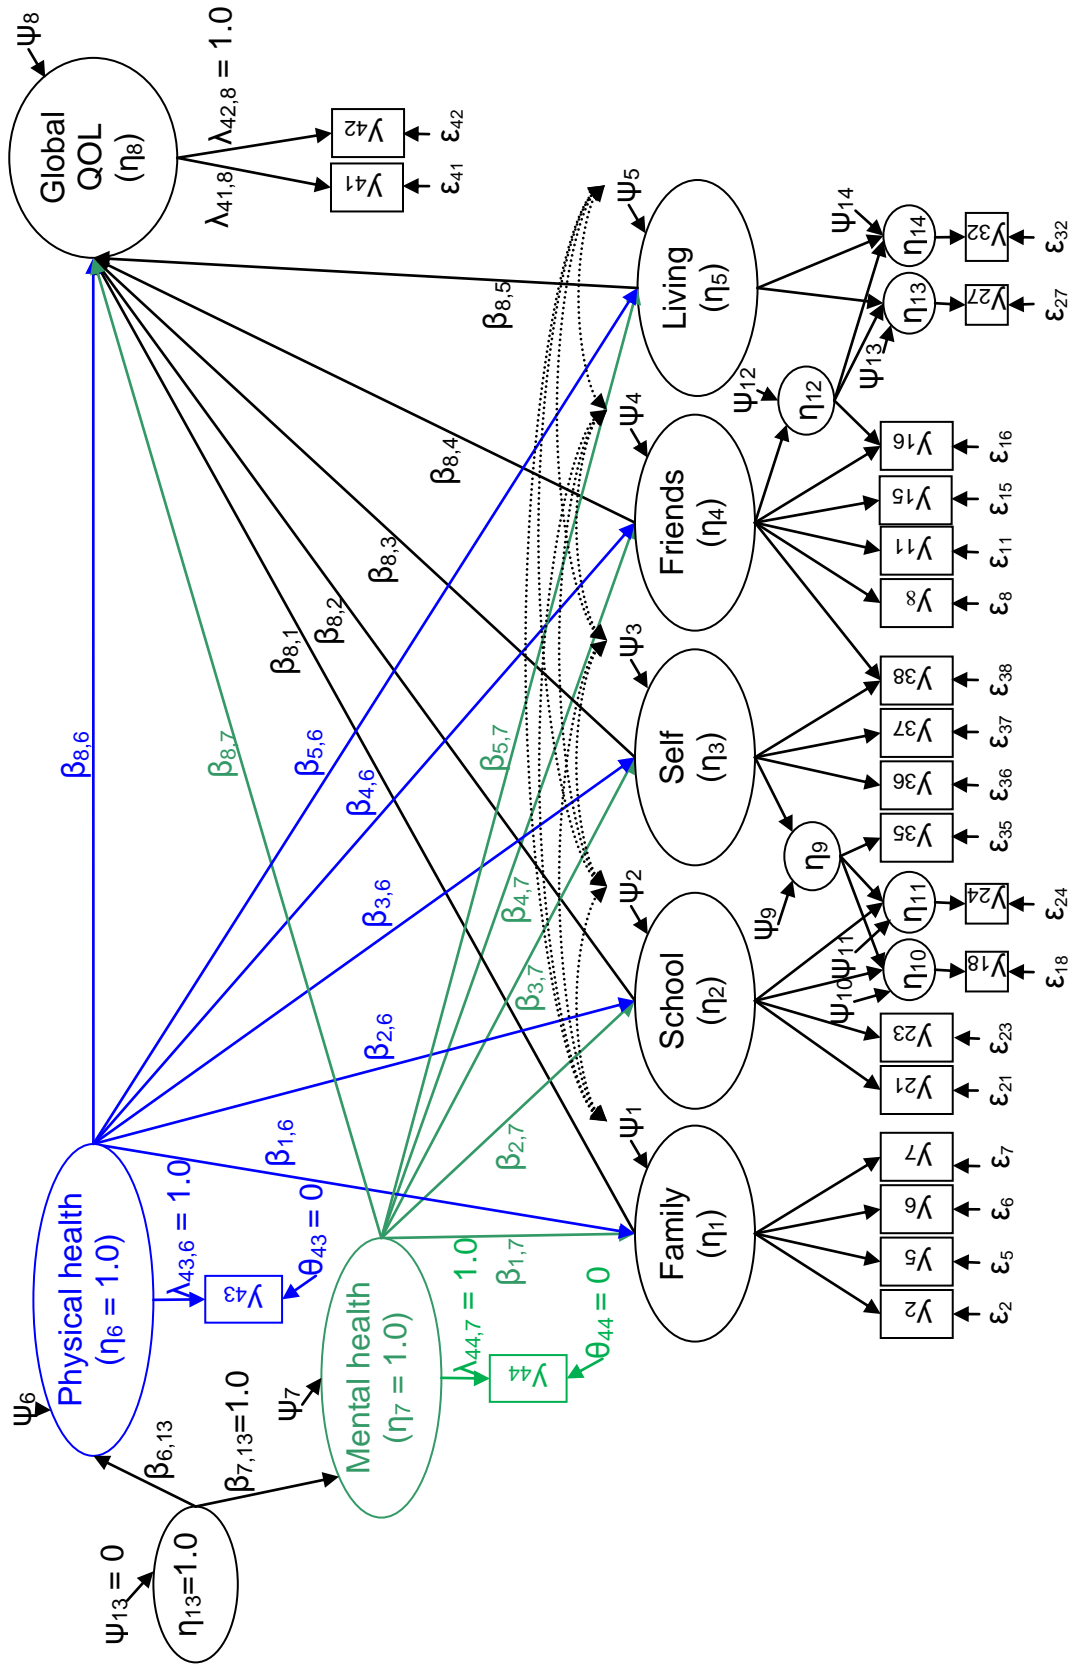 Ψ6
Physical health
(η6 = 1.0)
λ43,6 = 1.0
y43
θ43 = 0
β6,13
Ψ13 = 0
η13=1.0
β7,13=1.0
Ψ7
Mental health
(η7 = 1.0)
λ44,7 = 1.0
y44
θ44 = 0
β8,6
β8,7
β5,6
β4,6
β3,6
β2,6
β1,6
β5,7
β4,7
β3,7
β2,7
β1,7
β8,1
β8,2
β8,3
β8,4
β8,5
Global
QOL
(η8)
Ψ8
λ41,8
λ42,8 = 1.0
y41
y42
ε41
ε42
Ψ1
Ψ2
Ψ3
Ψ4
Ψ5
Family
(η1)
School
(η2)
Self
(η3)
Friends
(η4)
Living
(η5)
Ψ9
η9
Ψ10
η10
Ψ11
η11
Ψ12
η12
Ψ13
η13
Ψ14
η14
y2
y5
y6
y7
y21
y23
y18
y24
y35
y36
y37
y38
y8
y11
y15
y16
y27
y32
ε2
ε5
ε6
ε7
ε21
ε23
ε18
ε24
ε35
ε36
ε37
ε38
ε8
ε11
ε15
ε16
ε27
ε32